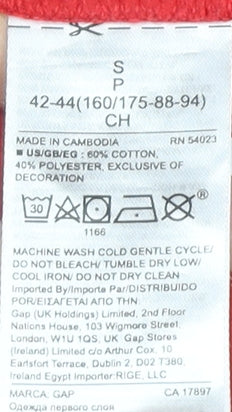 S
P
42-44(160/175-88-94)
CH
MADE IN CAMBODIA RN 54023
■ US/GB/EG : 60% COTTON,
40% POLYESTER, EXCLUSIVE OF
DECORATION
30
®
1166
MACHINE WASH COLD GENTLE CYCLE/
DO NOT BLEACH/ TUMBLE DRY LOW/
COOL IRON/ DO NOT DRY CLEAN
Imported By/Importe Par/DISTRIBUIDO
POR/ΕΙΣΑΓΕΤΑΙ ΑΠΟ ΤΗΝ:
Gap (UK Holdings) Limited, 2nd Floor
Nations House, 103 Wigmore Street,
London, W1U 1QS, UK Gap Stores
(Ireland) Limited c/o Arthur Cox, 10
Earlsfort Terrace, Dublin 2, D02 T380,
Ireland Egypt Importer:RIGE, LLC
MARCA: GAP CA 17897
Одежда первого слоя